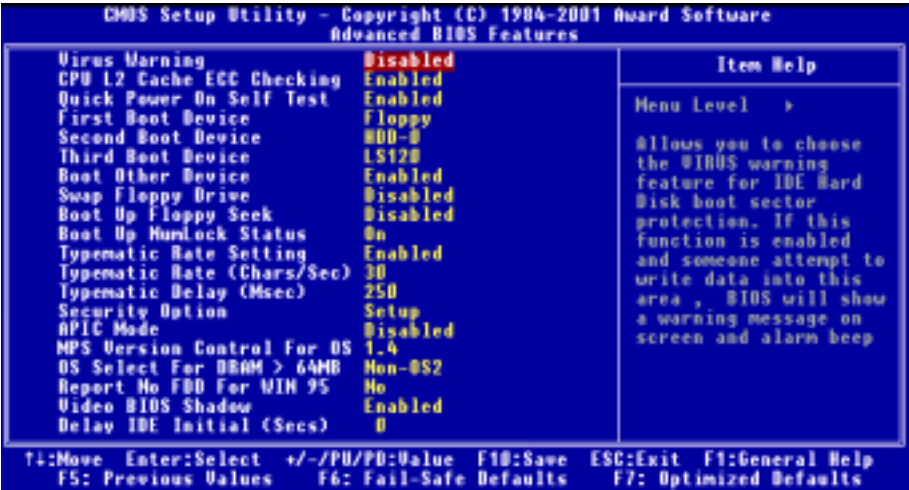 CMOS Setup Utility - Copyright (C) 1984-2001 Award Software
Advanced BIOS Features
Virus Warning Disabled
CPU L2 Cache ECC Checking Enabled
Quick Power On Self Test Enabled
First Boot Device Floppy
Second Boot Device HDD-0
Third Boot Device LS120
Boot Other Device Enabled
Swap Floppy Drive Disabled
Boot Up Floppy Seek Disabled
Boot Up NumLock Status On
Typematic Rate Setting Enabled
Typematic Rate (Chars/Sec) 30
Typematic Delay (Msec) 250
Security Option Setup
APIC Mode Disabled
MPS Version Control For OS 1.4
OS Select For DRAM > 64MB Non-OS2
Report No FDD For WIN 95 No
Video BIOS Shadow Enabled
Delay IDE Initial (Secs) 0
Item Help
Menu Level ▸
Allows you to choose
the VIRUS warning
feature for IDE Hard
Disk boot sector
protection. If this
function is enabled
and someone attempt to
write data into this
area , BIOS will show
a warning message on
screen and alarm beep
↑↓:Move Enter:Select +/-/PU/PD:Value F10:Save ESC:Exit F1:General Help
F5: Previous Values F6: Fail-Safe Defaults F7: Optimized Defaults